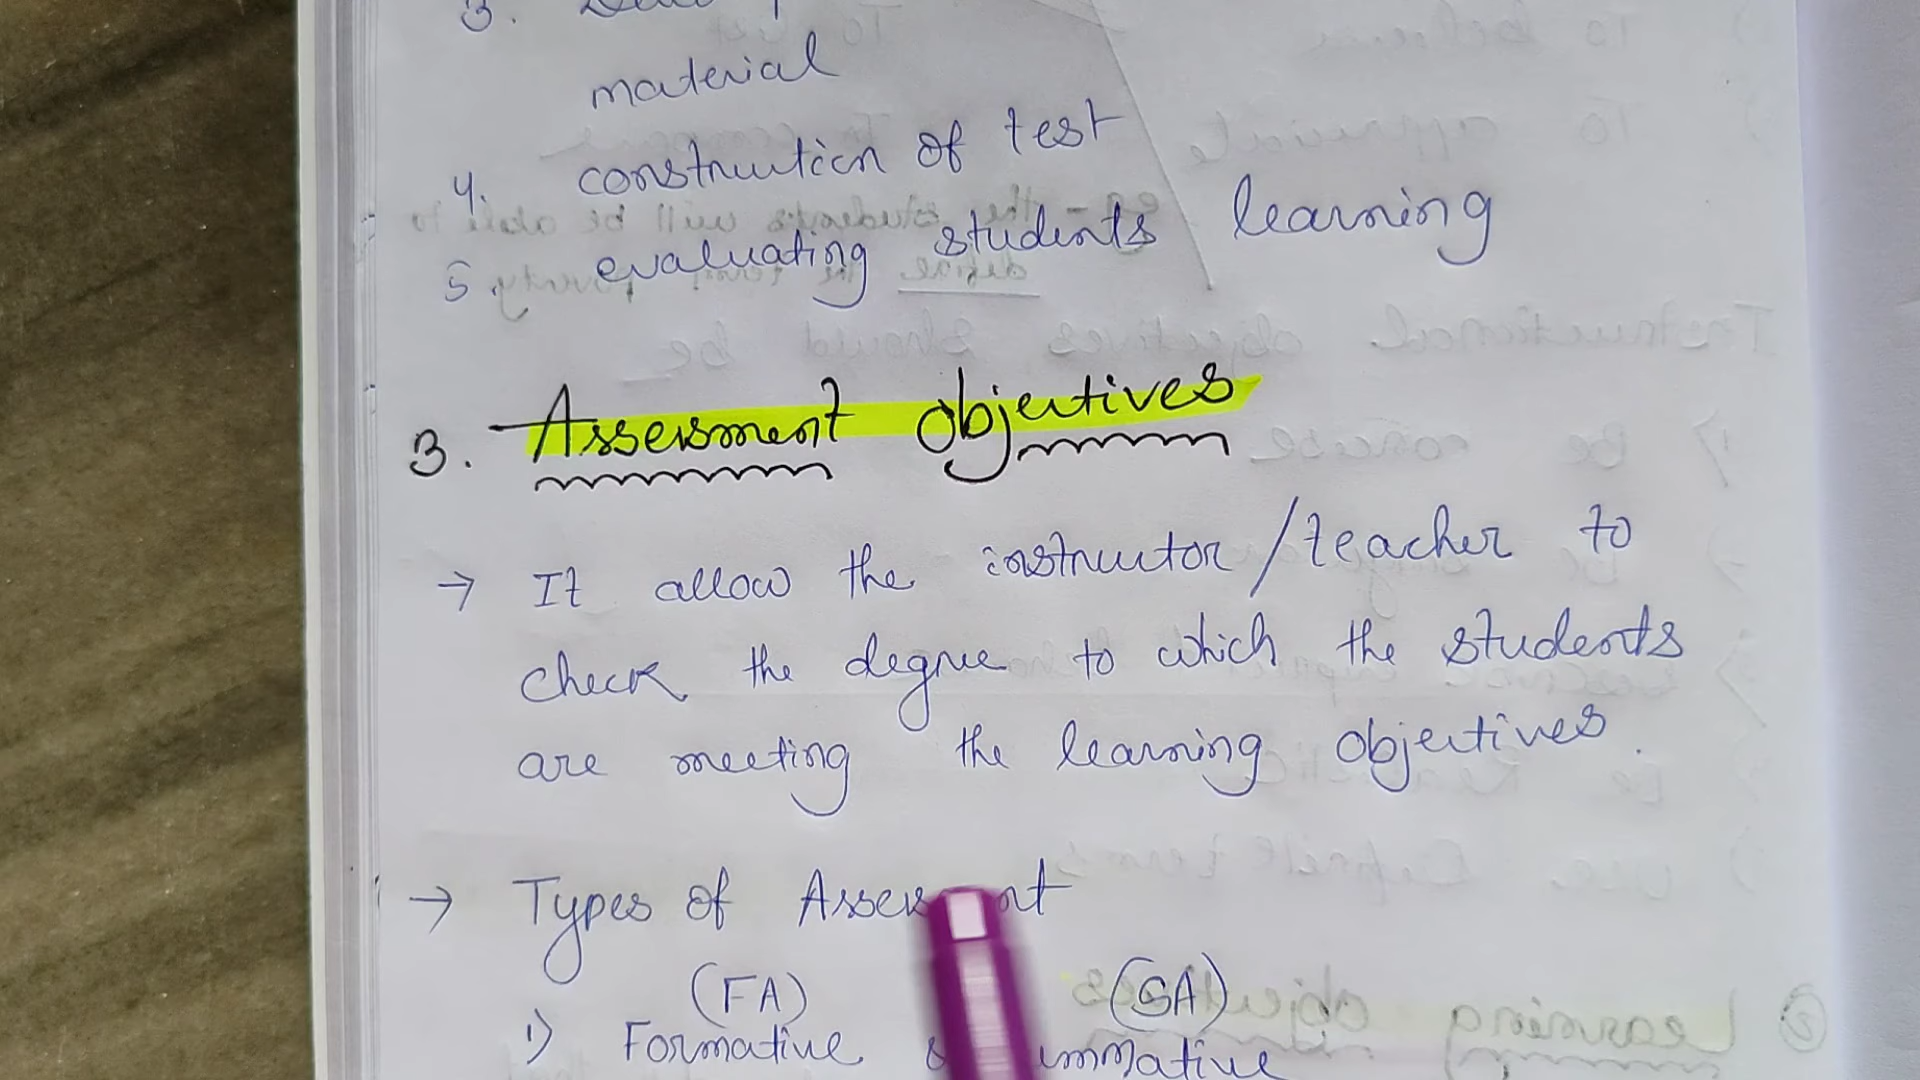 3.
material
4. construction of test
5. evaluating students learning
3. Assessment objectives
→ It allow the instructor/teacher to
check the degree to which the students
are meeting the learning objectives.
→ Types of
(FA) (SA)
1) Formative